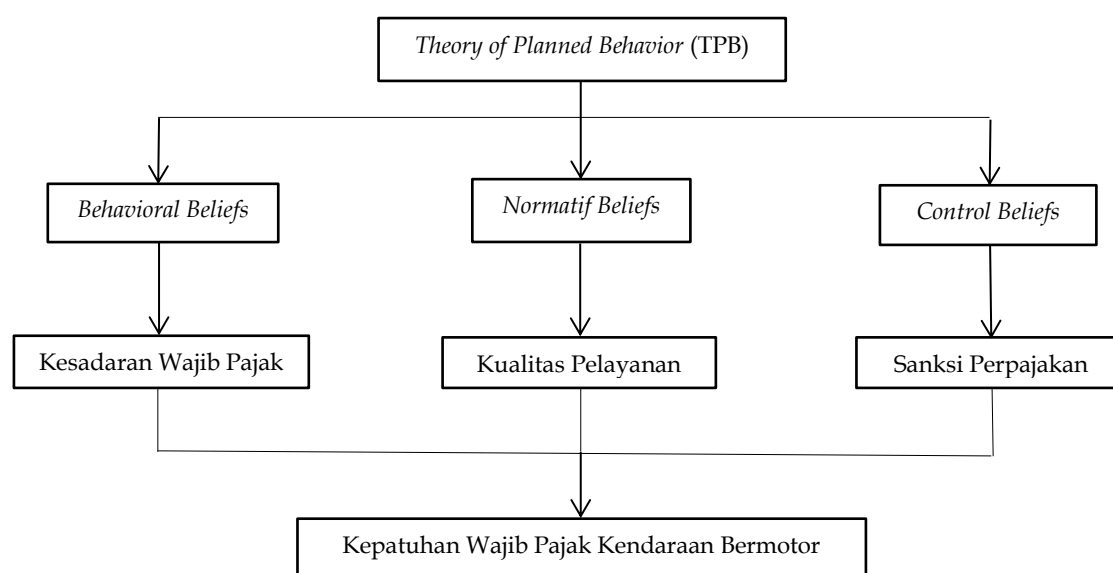 Theory of Planned Behavior (TPB)
Behavioral Beliefs
Normatif Beliefs
Control Beliefs
Kesadaran Wajib Pajak
Kualitas Pelayanan
Sanksi Perpajakan
Kepatuhan Wajib Pajak Kendaraan Bermotor